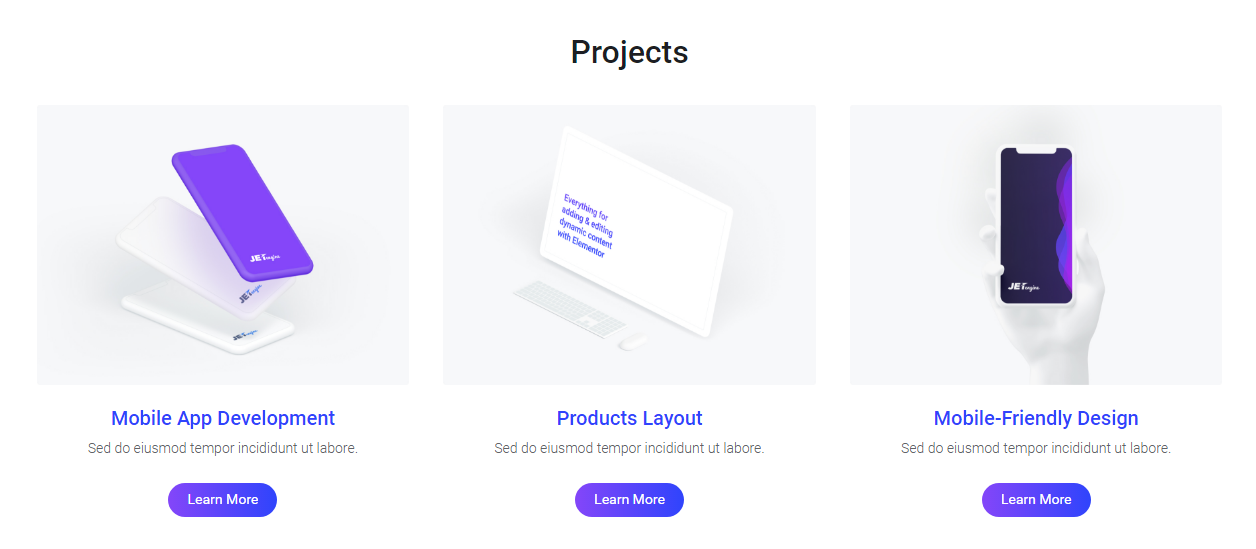 Projects
JETengine
JETengine
JETengine
Everything for
adding & editing
dynamic content
with Elementor
JETengine
Mobile App Development
Products Layout
Mobile-Friendly Design
Sed do eiusmod tempor incididunt ut labore.
Sed do eiusmod tempor incididunt ut labore.
Sed do eiusmod tempor incididunt ut labore.
Learn More
Learn More
Learn More